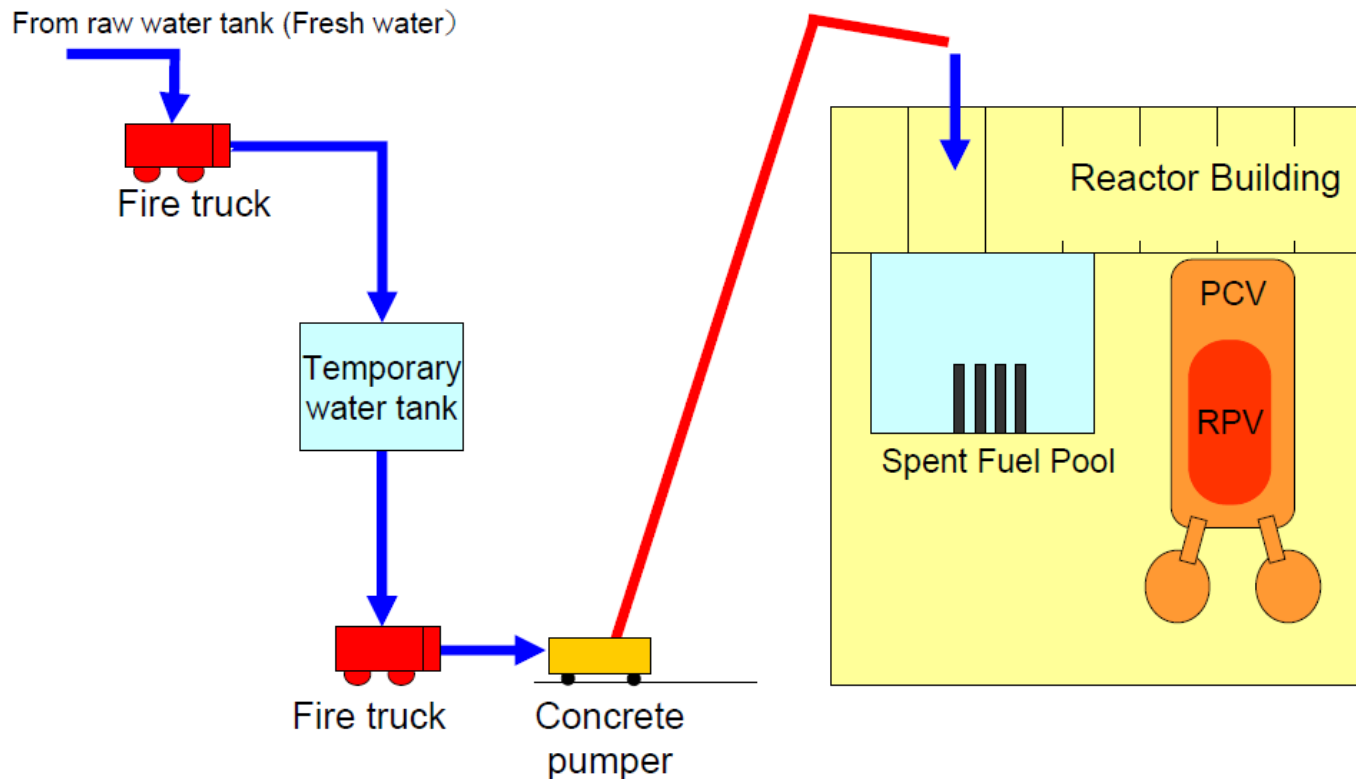 From raw water tank (Fresh water）
Fire truck
Temporary
water tank
Fire truck
Concrete
pumper
Reactor Building
PCV
RPV
Spent Fuel Pool